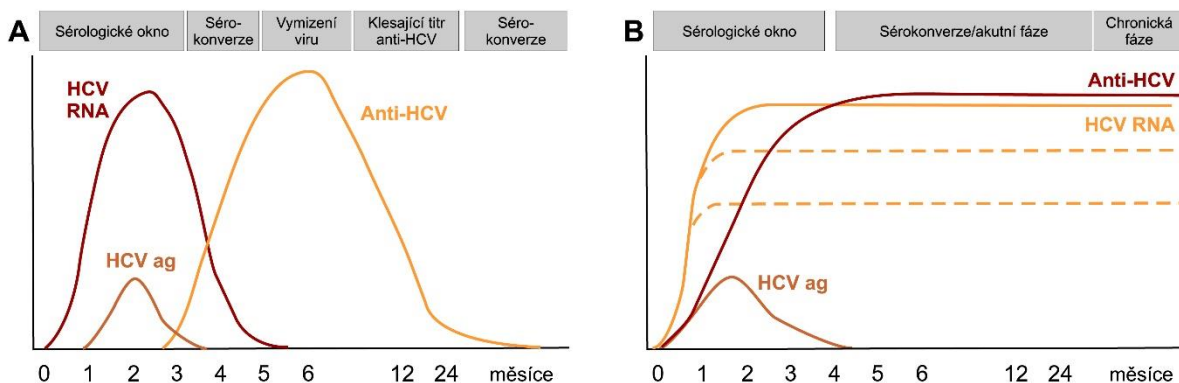 A
Sérologické okno
Séro-
konverze
Vymizení
viru
Klesající titr
anti-HCV
Séro-
konverze
HCV
RNA
Anti-HCV
HCV ag
0 1 2 3 4 5 6 12 24 měsíce
B
Sérologické okno
Sérokonverze/akutní fáze
Chronická
fáze
Anti-HCV
HCV RNA
HCV ag
0 1 2 3 4 5 6 12 24 měsíce